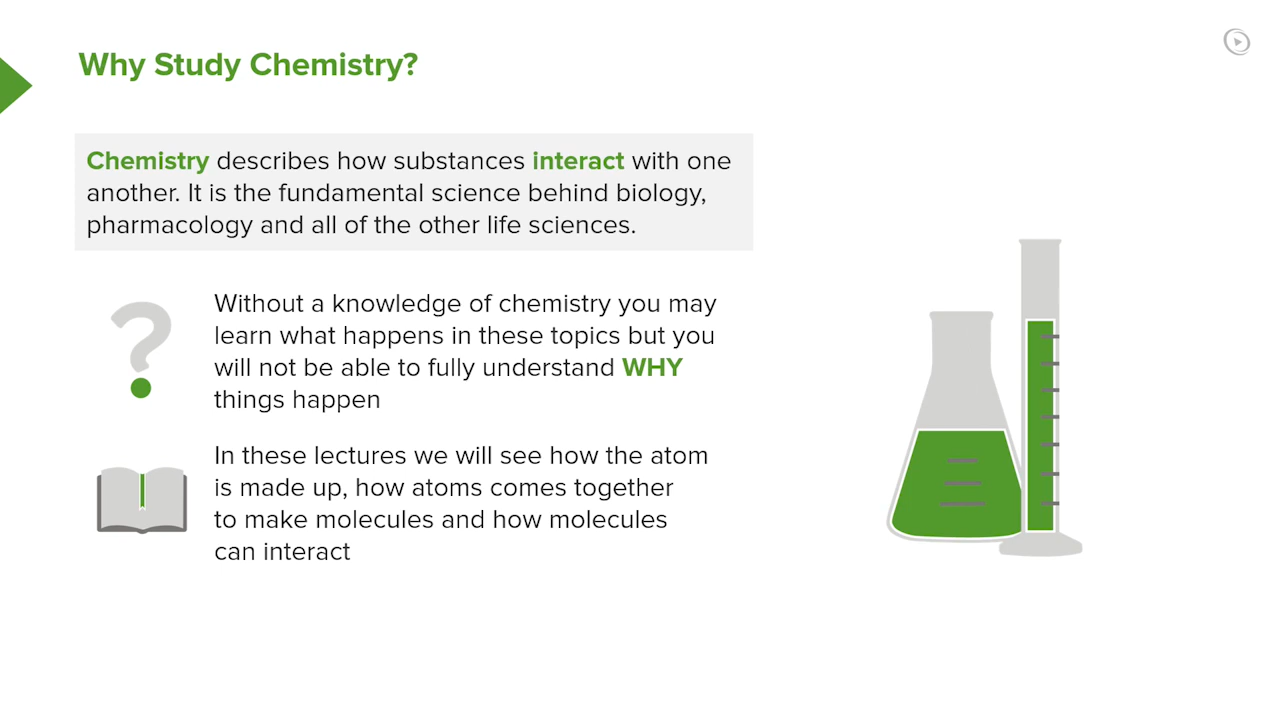 Why Study Chemistry?
Chemistry describes how substances interact with one
another. It is the fundamental science behind biology,
pharmacology and all of the other life sciences.
Without a knowledge of chemistry you may
learn what happens in these topics but you
will not be able to fully understand WHY
things happen
In these lectures we will see how the atom
is made up, how atoms comes together
to make molecules and how molecules
can interact